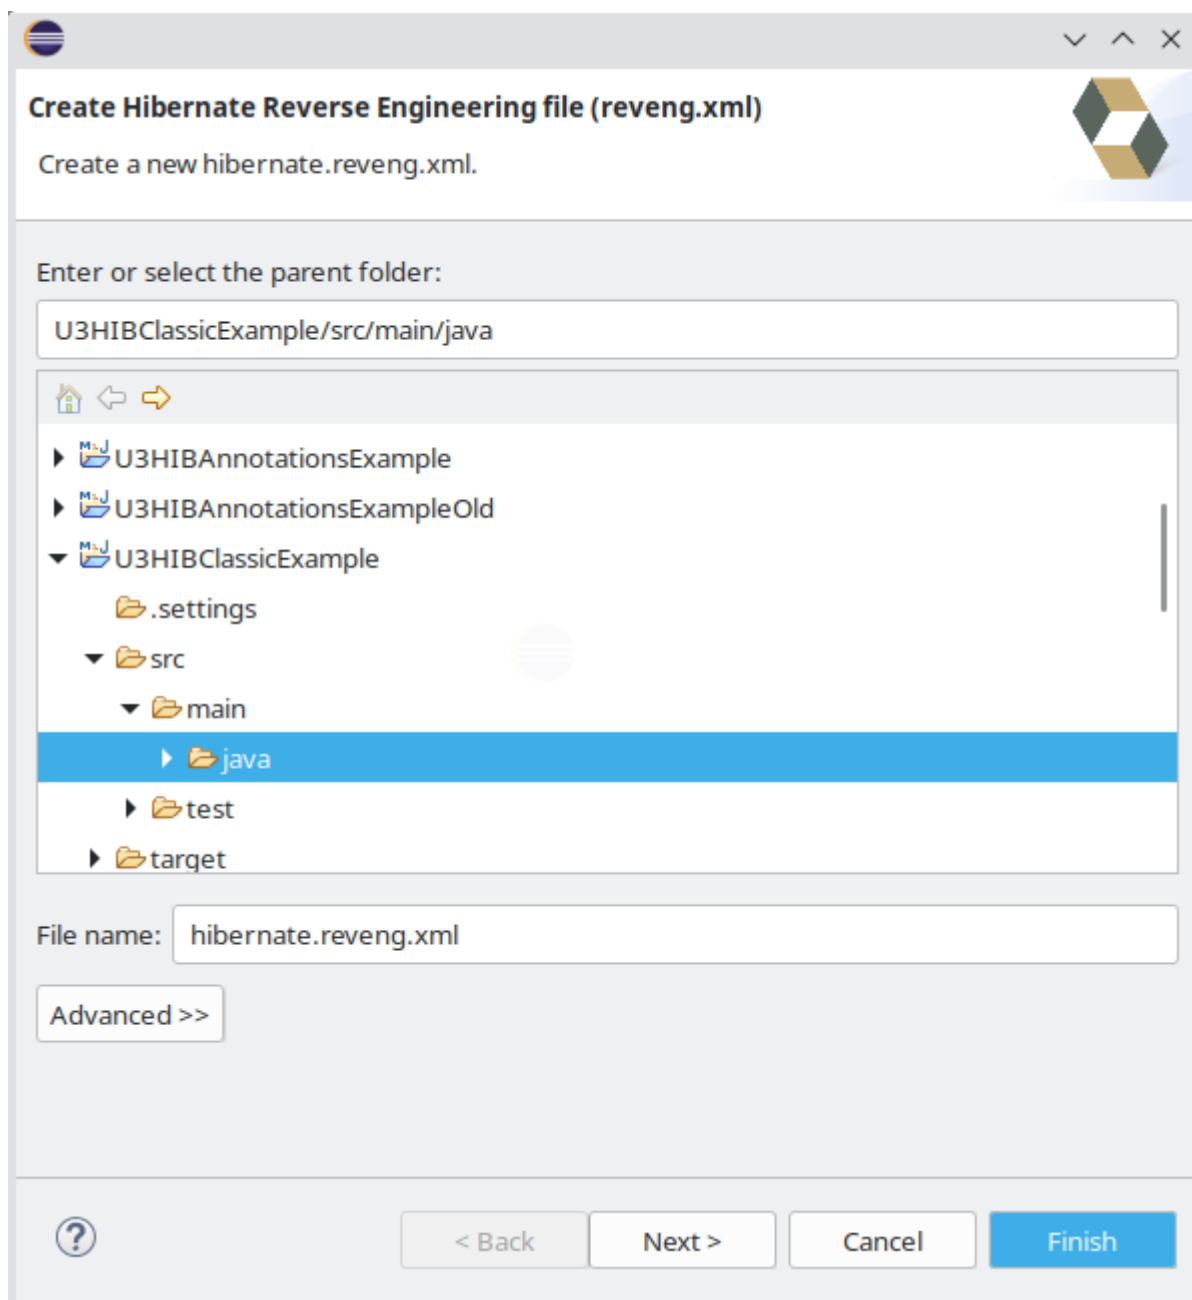 Create Hibernate Reverse Engineering file (reveng.xml)
Create a new hibernate.reveng.xml.
Enter or select the parent folder:
U3HIBClassicExample/src/main/java
U3HIBAnnotationsExample
U3HIBAnnotationsExampleOld
U3HIBClassicExample
.settings
src
main
java
test
target
File name: hibernate.reveng.xml
Advanced >>
< Back Next > Cancel Finish